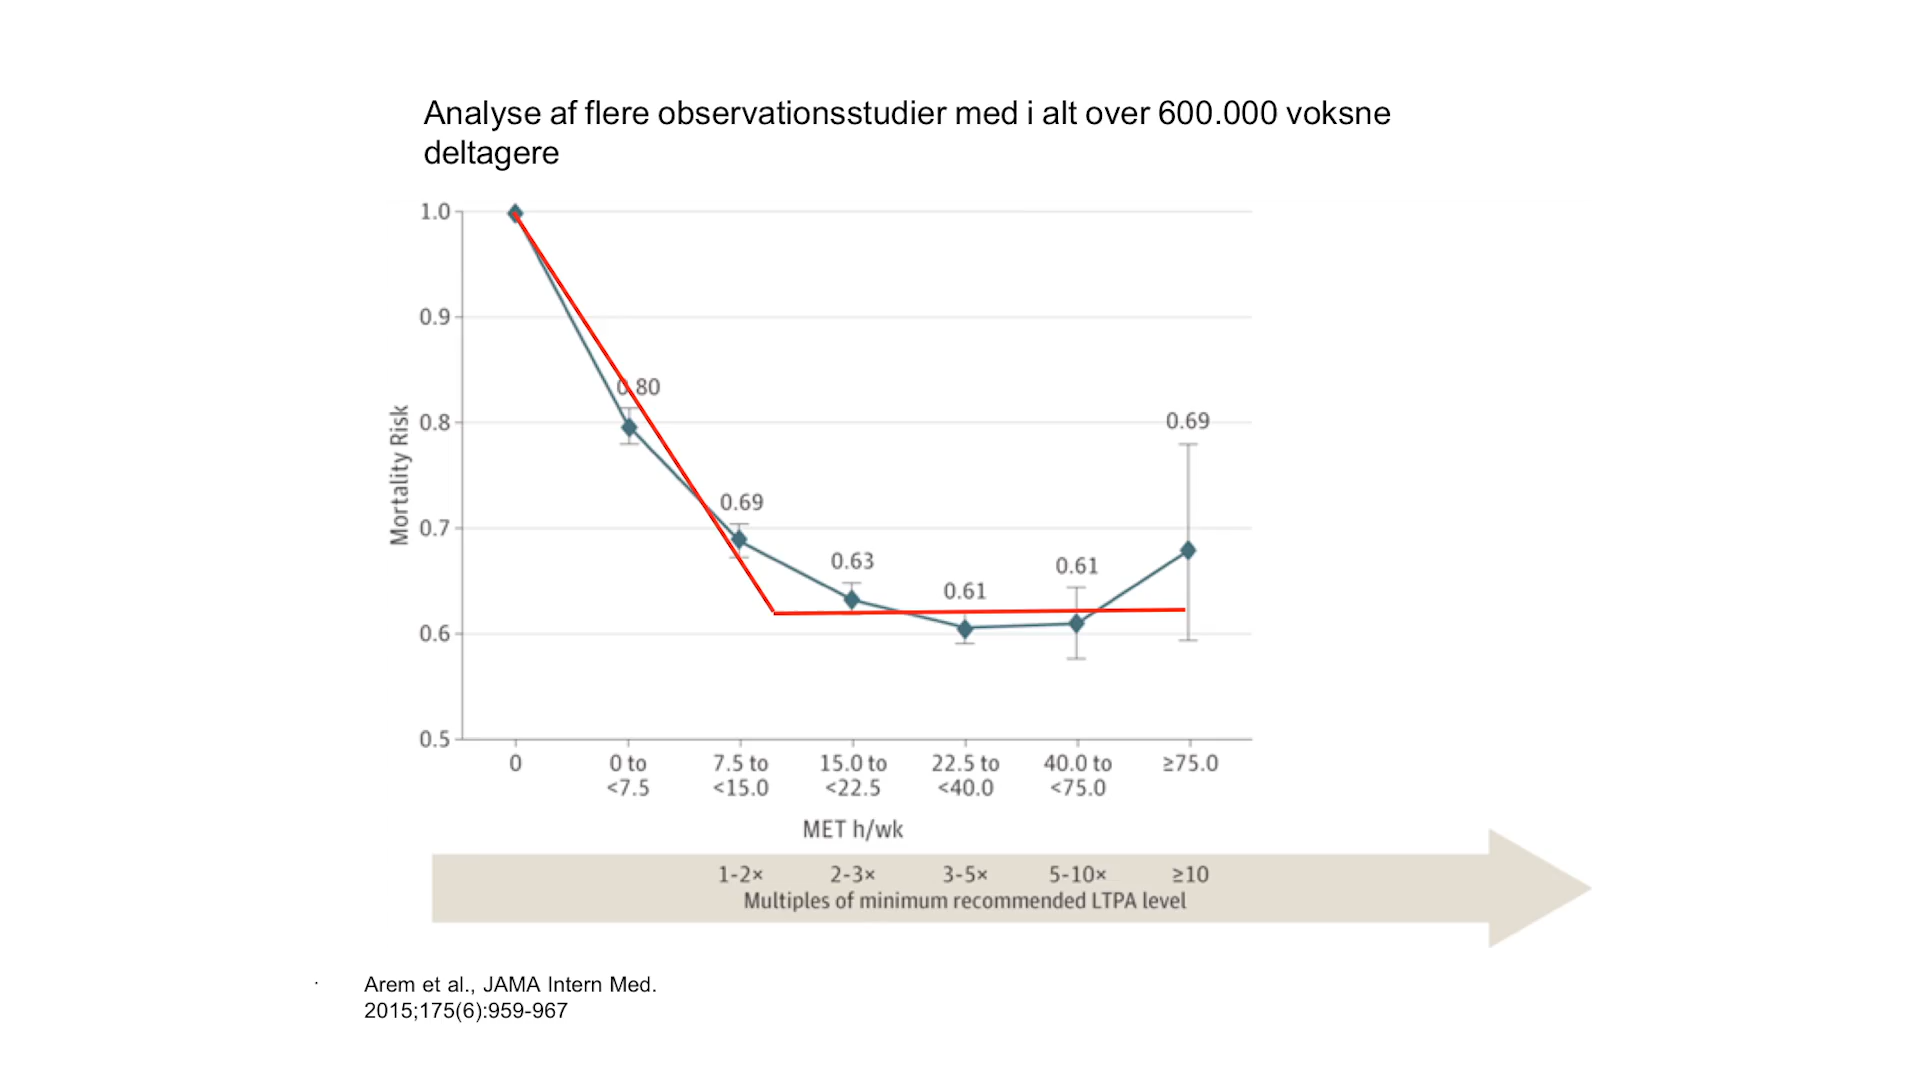 Analyse af flere observationsstudier med i alt over 600.000 voksne
deltagere
1.0
0.9
0.8
0.7
0.6
0.5
Mortality Risk
0.80
0.69
0.63
0.61
0.61
0.69
0
0 to
<7.5
7.5 to
<15.0
15.0 to
<22.5
22.5 to
<40.0
40.0 to
<75.0
≥75.0
MET h/wk
1-2× 2-3× 3-5× 5-10× ≥10
Multiples of minimum recommended LTPA level
· Arem et al., JAMA Intern Med.
2015;175(6):959-967